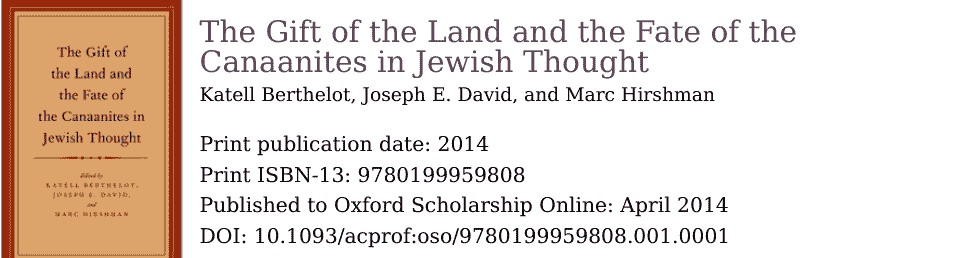 The Gift of
the Land and
the Fate of
the Canaanites in
Jewish Thought
Edited by
KATELL BERTHELOT,
JOSEPH E. DAVID,
and
MARC HIRSHMAN
The Gift of the Land and the Fate of the
Canaanites in Jewish Thought
Katell Berthelot, Joseph E. David, and Marc Hirshman
Print publication date: 2014
Print ISBN-13: 9780199959808
Published to Oxford Scholarship Online: April 2014
DOI: 10.1093/acprof:oso/9780199959808.001.0001